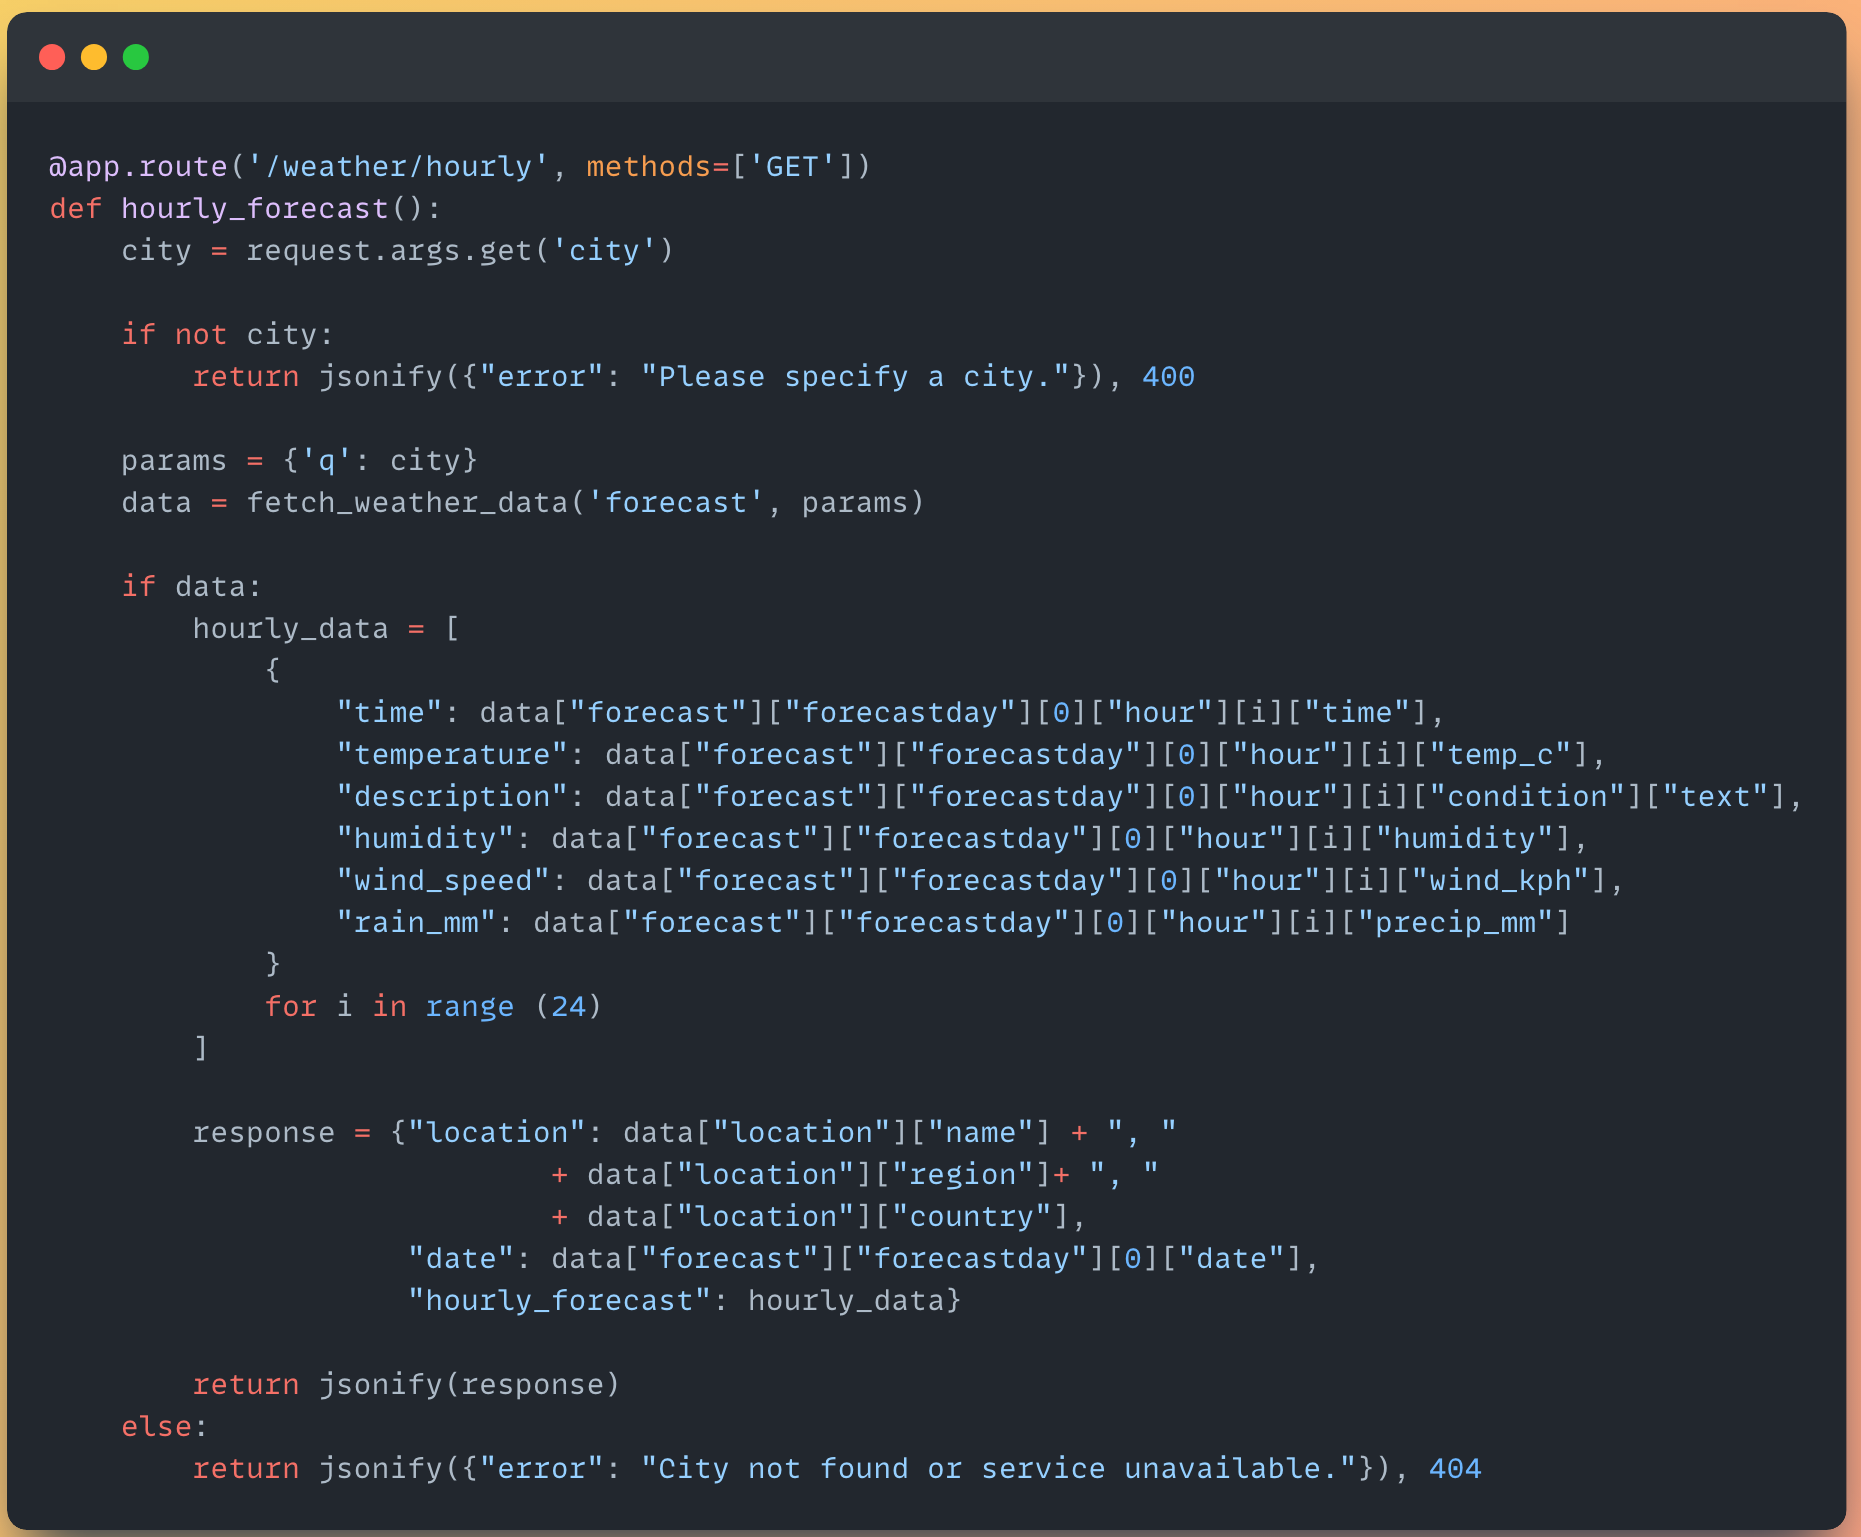 @app.route('/weather/hourly', methods=['GET'])
def hourly_forecast():
    city = request.args.get('city')

    if not city:
        return jsonify({"error": "Please specify a city."}), 400

    params = {'q': city}
    data = fetch_weather_data('forecast', params)

    if data:
        hourly_data = [
            {
                "time": data["forecast"]["forecastday"][0]["hour"][i]["time"],
                "temperature": data["forecast"]["forecastday"][0]["hour"][i]["temp_c"],
                "description": data["forecast"]["forecastday"][0]["hour"][i]["condition"]["text"],
                "humidity": data["forecast"]["forecastday"][0]["hour"][i]["humidity"],
                "wind_speed": data["forecast"]["forecastday"][0]["hour"][i]["wind_kph"],
                "rain_mm": data["forecast"]["forecastday"][0]["hour"][i]["precip_mm"]
            }
            for i in range (24)
        ]

        response = {"location": data["location"]["name"] + ", "
                            + data["location"]["region"]+ ", "
                            + data["location"]["country"],
                    "date": data["forecast"]["forecastday"][0]["date"],
                    "hourly_forecast": hourly_data}

        return jsonify(response)
    else:
        return jsonify({"error": "City not found or service unavailable."}), 404